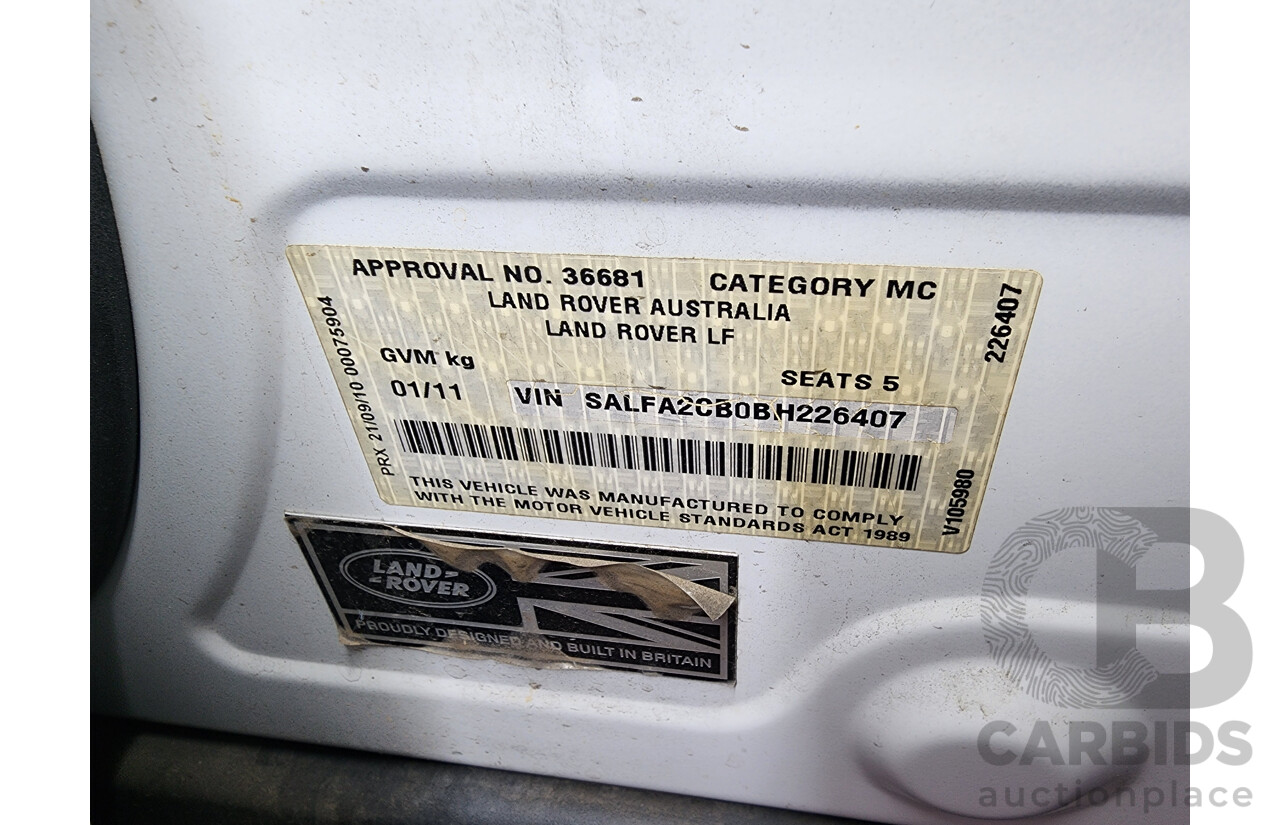 APPROVAL NO. 36681 CATEGORY MC
LAND ROVER AUSTRALIA
LAND ROVER LF
GVM kg
SEATS 5
01/11 VIN SALFA2CB0BH226407
THIS VEHICLE WAS MANUFACTURED TO COMPLY
WITH THE MOTOR VEHICLE STANDARDS ACT 1989
PRX 21/09/10 00075904
226407
V105980
LAND-
-ROVER
PROUDLY DESIGNED AND BUILT IN BRITAIN
CB
CARBIDS
auctionplace